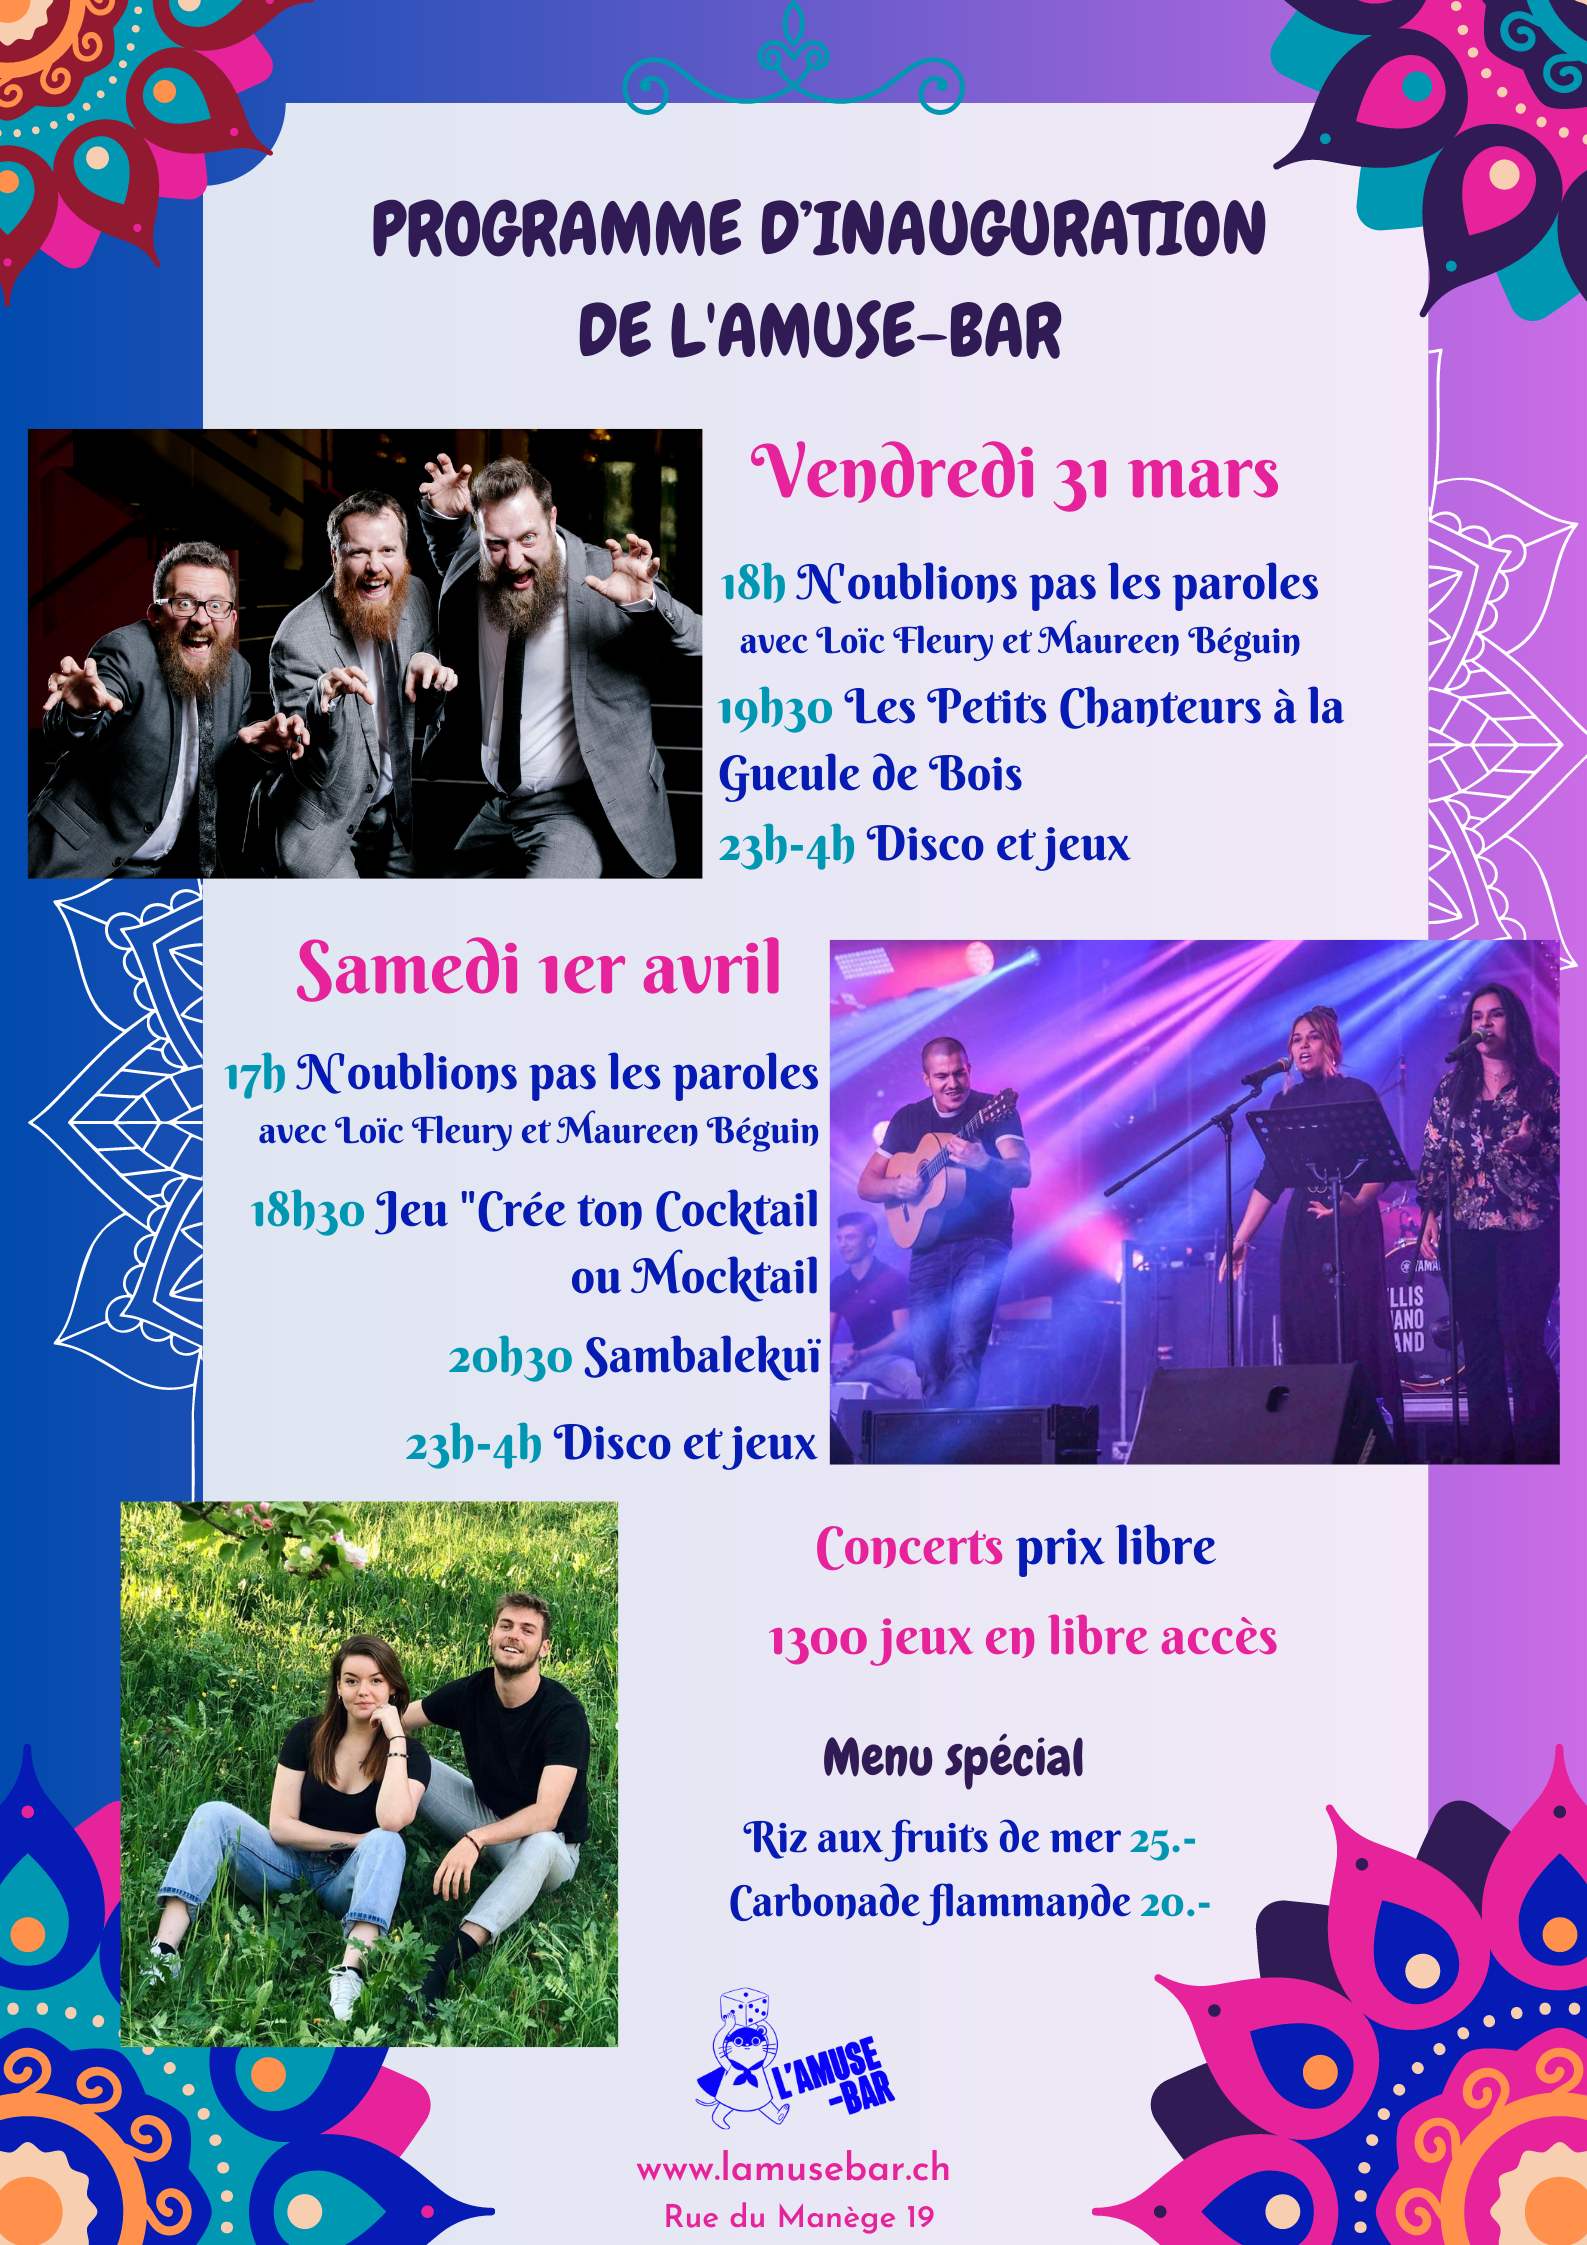 PROGRAMME D’INAUGURATION
DE L'AMUSE-BAR
Vendredi 31 mars
18h N'oublions pas les paroles
avec Loïc Fleury et Maureen Béguin
19h30 Les Petits Chanteurs à la
Gueule de Bois
23h-4h Disco et jeux
Samedi 1er avril
17h N'oublions pas les paroles
avec Loïc Fleury et Maureen Béguin
18h30 Jeu "Crée ton Cocktail
ou Mocktail
20h30 Sambalekuï
23h-4h Disco et jeux
YAMA
LLIS
ANO
AND
Concerts prix libre
1300 jeux en libre accès
Menu spécial
Riz aux fruits de mer 25.-
Carbonade flammande 20.-
L'AMUSE
-BAR
www.lamusebar.ch
Rue du Manège 19